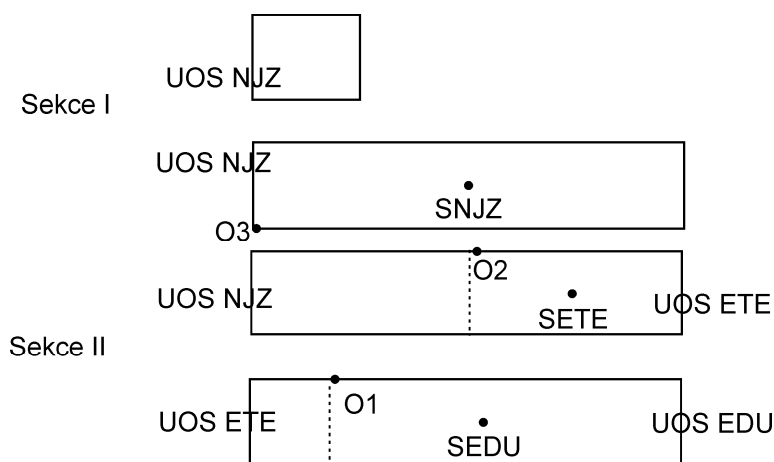 UOS NJZ
Sekce I
UOS NJZ
SNJZ
O3
O2
UOS NJZ
SETE
UOS ETE
Sekce II
O1
UOS ETE
SEDU
UOS EDU